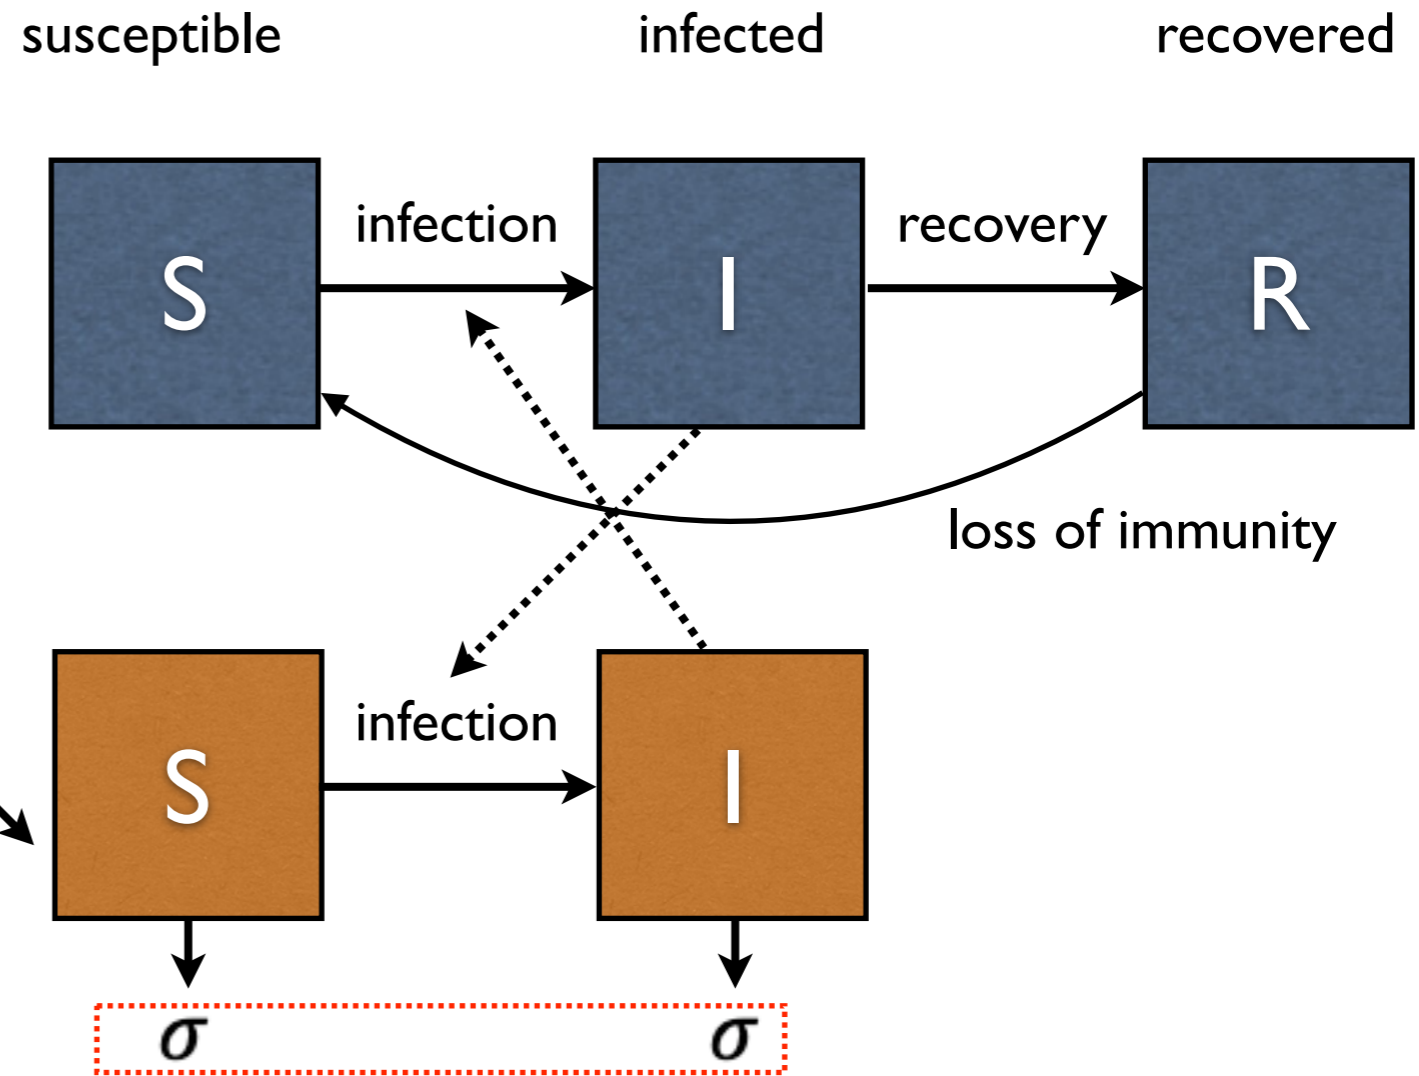 susceptible infected recovered
infection recovery
S I R
loss of immunity
infection
S I
σ σ